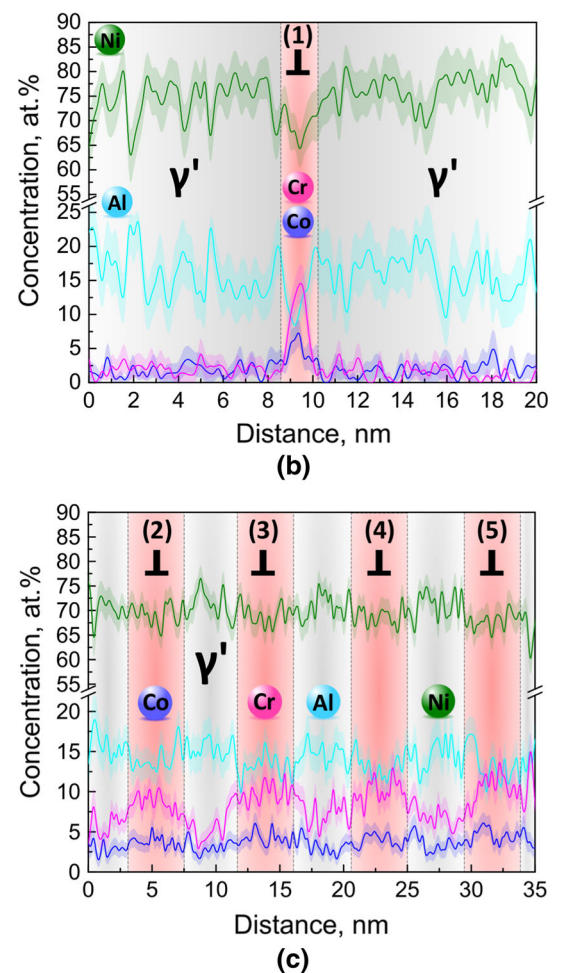 90
85
80
75
70
65
60
55
25
20
15
10
5
0
Concentration, at.%
Ni
(1)
⊥
γ'
γ'
Al
Cr
Co
0 2 4 6 8 10 12 14 16 18 20
Distance, nm
(b)
90
85
80
75
70
65
60
55
20
15
10
5
0
Concentration, at.%
(2) (3) (4) (5)
⊥ ⊥ ⊥ ⊥
γ'
Co Cr Al Ni
0 5 10 15 20 25 30 35
Distance, nm
(c)